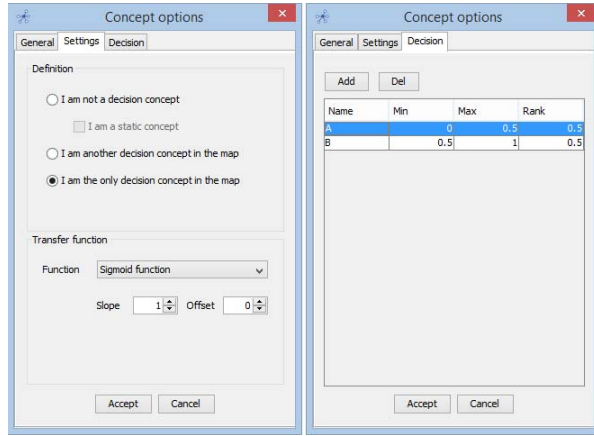 Concept options
General Settings Decision
Definition
I am not a decision concept
I am a static concept
I am another decision concept in the map
I am the only decision concept in the map
Transfer function
Function Sigmoid function
Slope 1 Offset 0
Accept Cancel
Concept options
General Settings Decision
Add Del
Name Min Max Rank
A 0 0.5 0.5
B 0.5 1 0.5
Accept Cancel